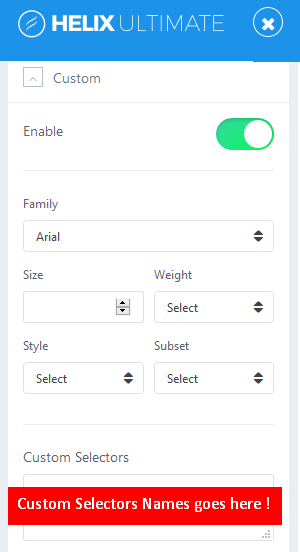 HELIX ULTIMATE
Custom
Enable
Family
Arial
Size Weight
Select
Style Subset
Select Select
Custom Selectors
Custom Selectors Names goes here !